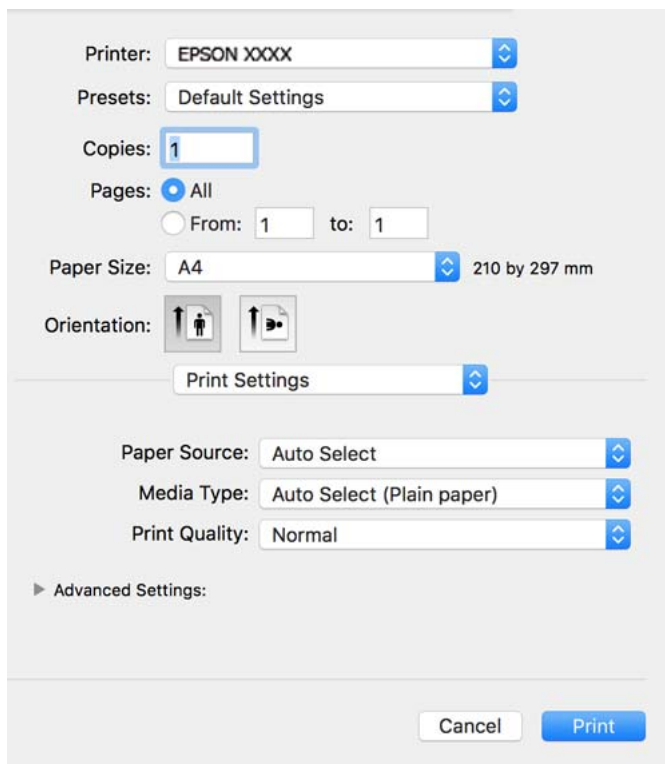 Printer: EPSON XXXX
Presets: Default Settings
Copies: 1
Pages: All
From: 1 to: 1
Paper Size: A4 210 by 297 mm
Orientation:
Print Settings
Paper Source: Auto Select
Media Type: Auto Select (Plain paper)
Print Quality: Normal
Advanced Settings:
Cancel Print